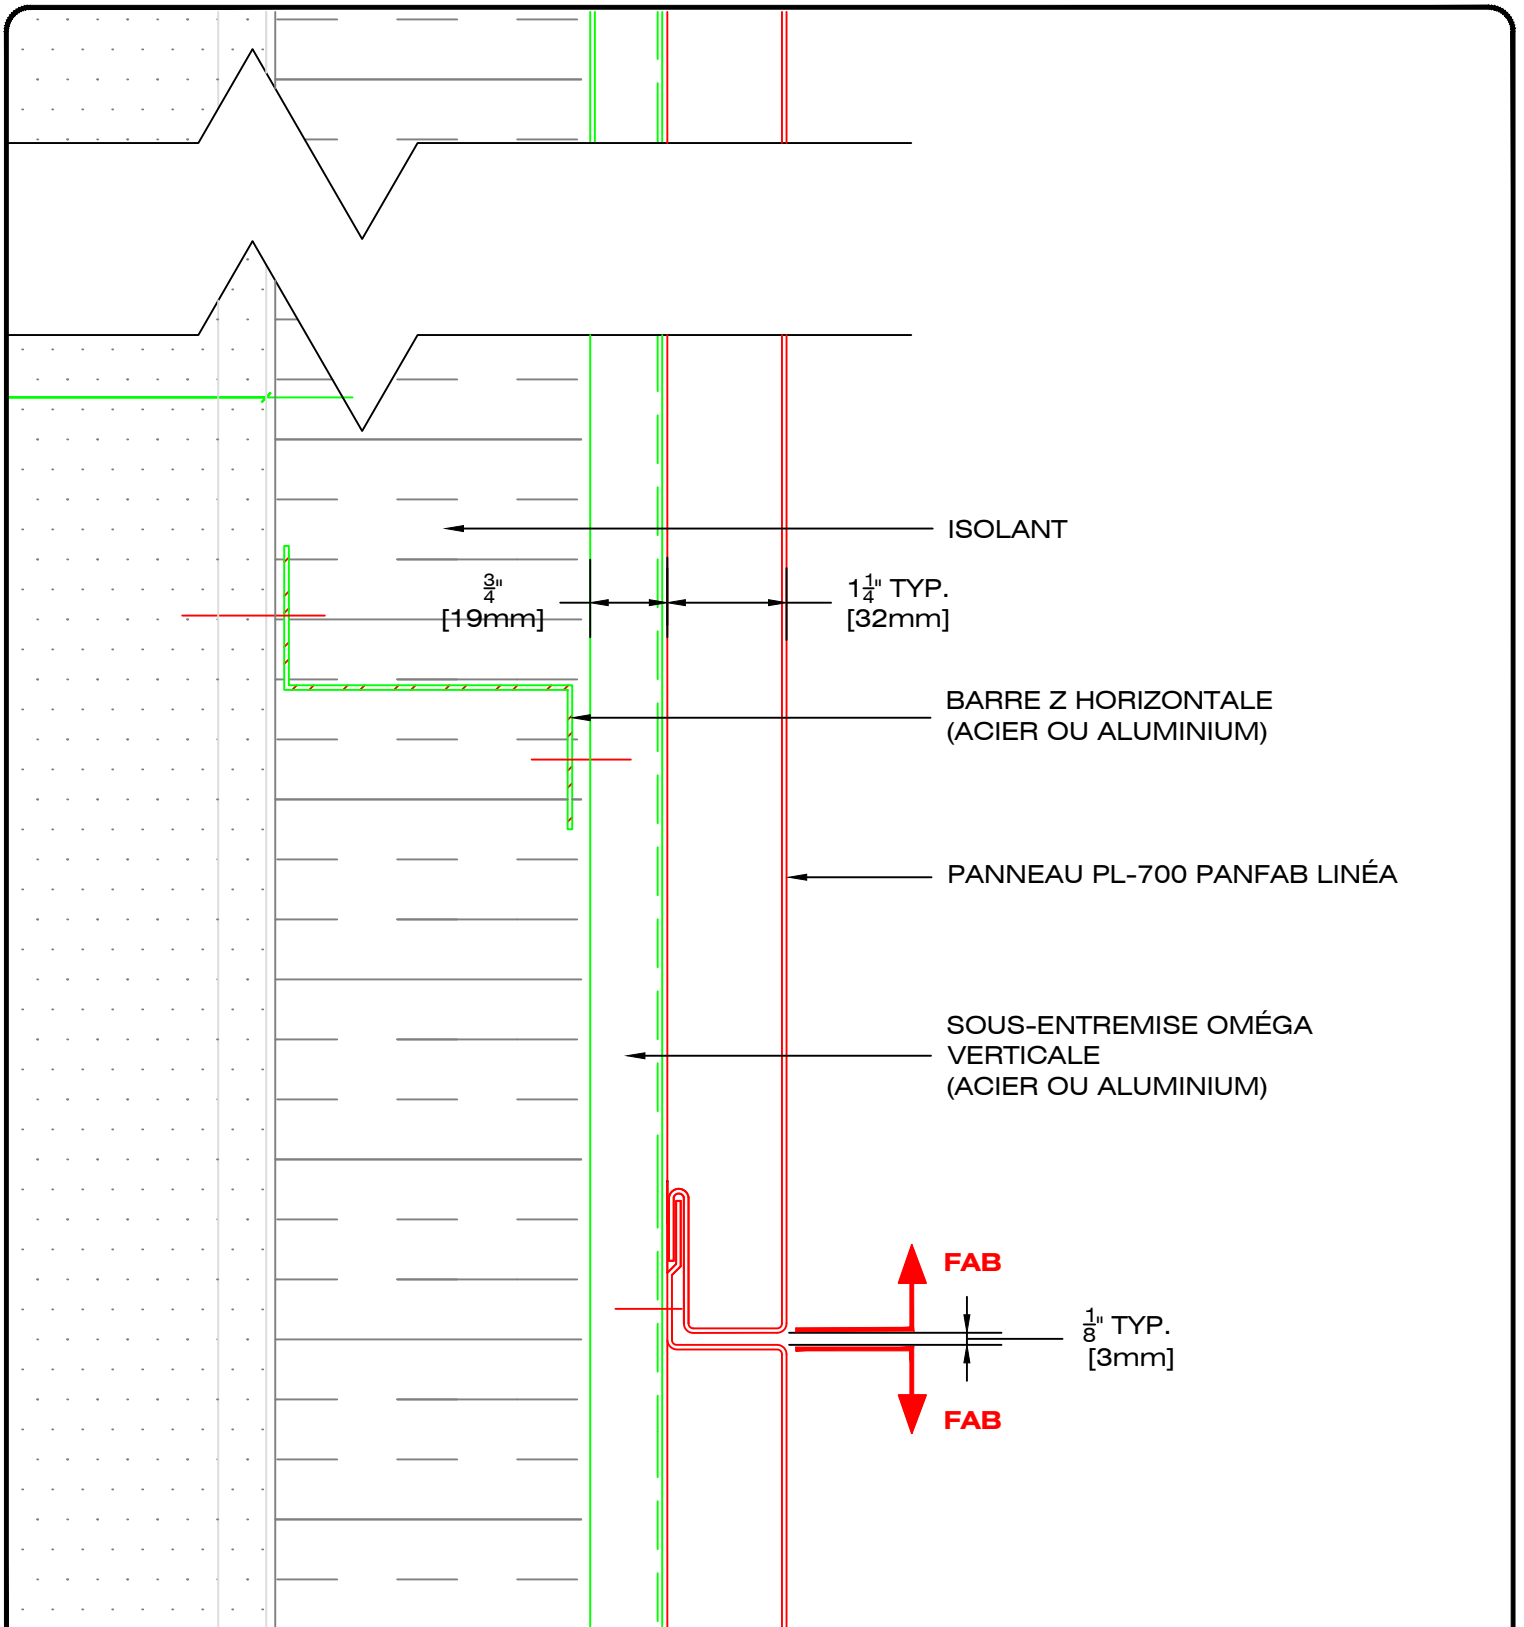 ISOLANT
3/4"
[19mm]
1 1/4" TYP.
[32mm]
BARRE Z HORIZONTALE
(ACIER OU ALUMINIUM)
PANNEAU PL-700 PANFAB LINÉA
SOUS-ENTREMISE OMÉGA
VERTICALE
(ACIER OU ALUMINIUM)
FAB
1/8" TYP.
[3mm]
FAB